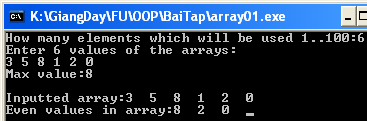 K:\GiangDay\FU\OOP\BaiTap\array01.exe
How many elements which will be used 1..100:6
Enter 6 values of the arrays:
3 5 8 1 2 0
Max value:8
Inputted array:3  5  8  1  2  0
Even values in array:8  2  0  _